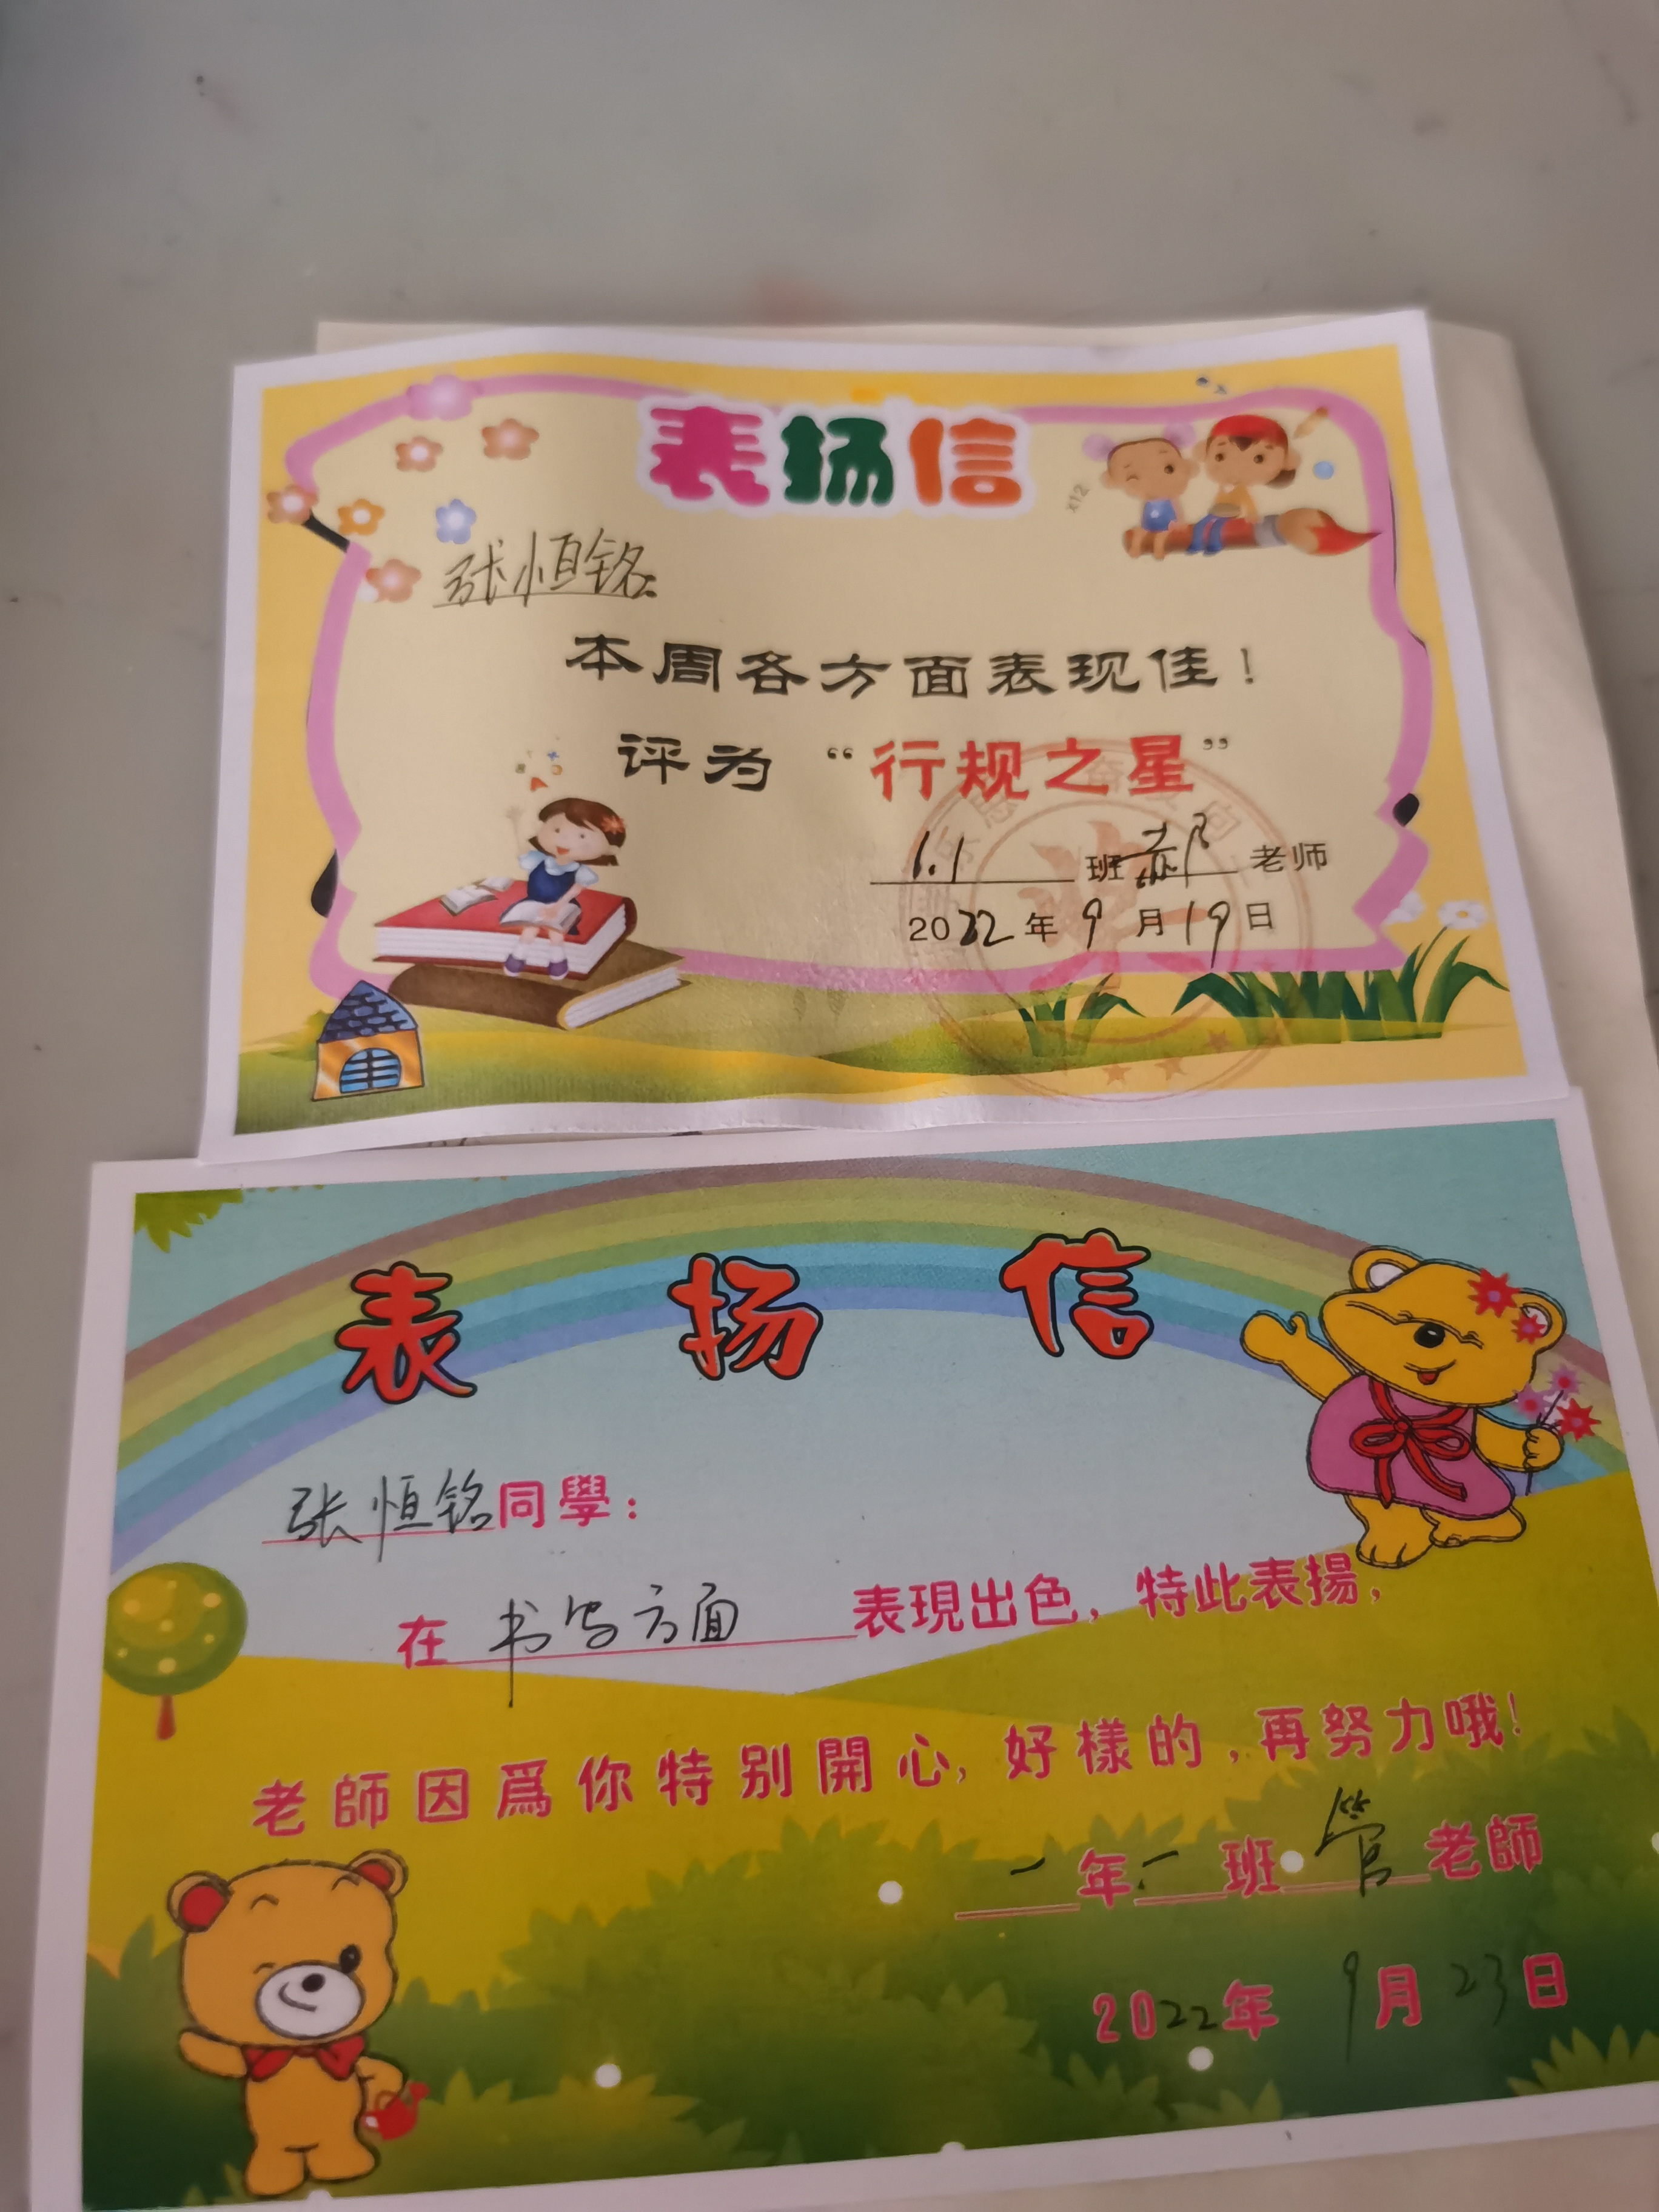 表扬信
张恒铭
本周各方面表现佳！
评为“行规之星”
1.1班郝老师
2022年9月19日
表扬信
张恒铭同學：
在书写方面表現出色，特此表揚，
老師因爲你特别開心，好樣的，再努力哦！
一年一班管老師
2022年9月23日